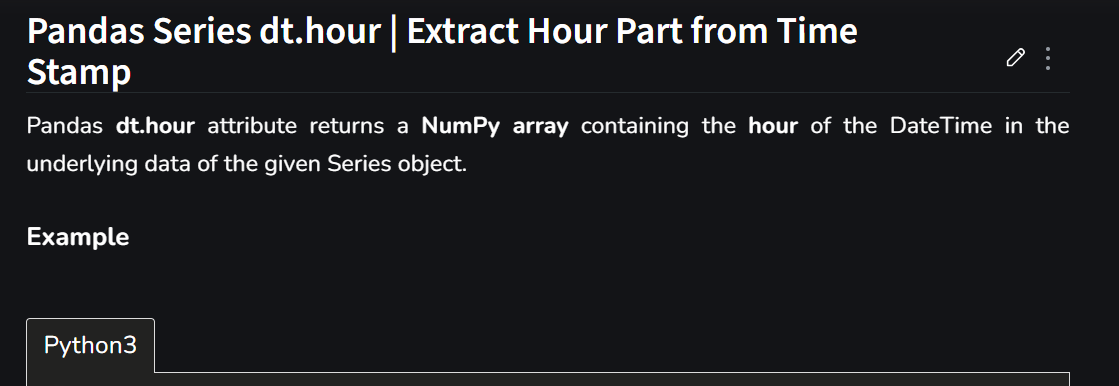 Pandas Series dt.hour | Extract Hour Part from Time
Stamp
Pandas dt.hour attribute returns a NumPy array containing the hour of the DateTime in the
underlying data of the given Series object.
Example
Python3